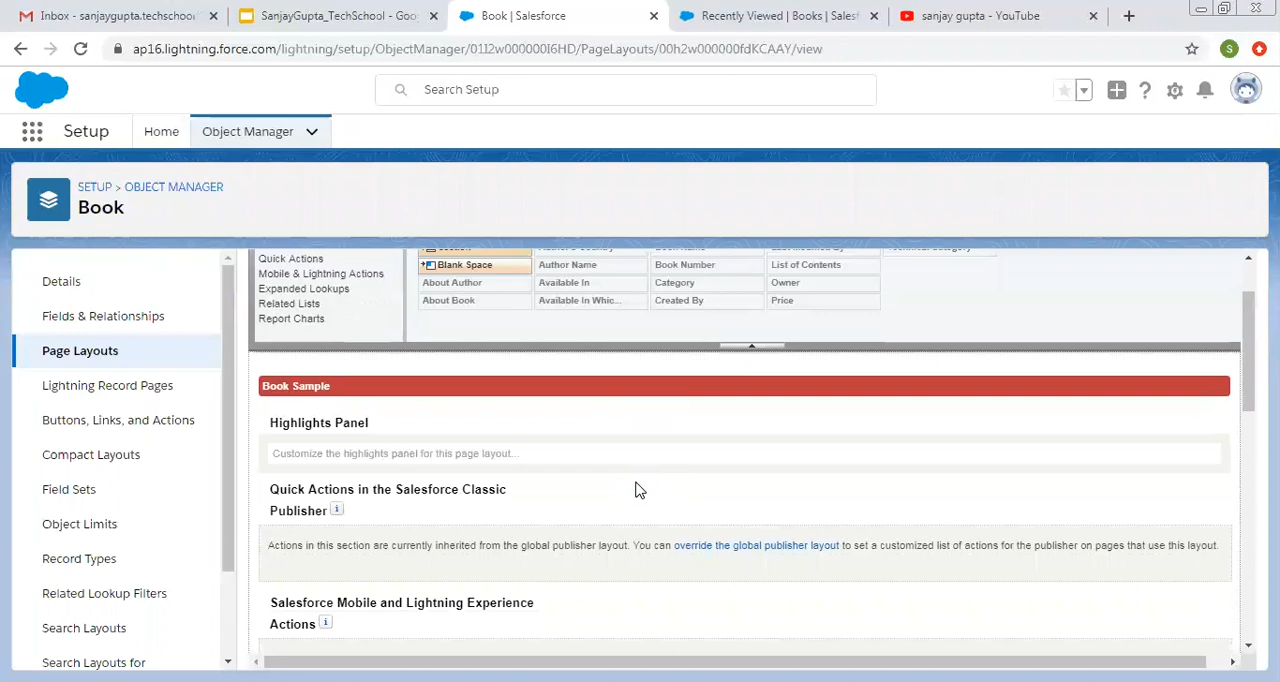 Inbox - sanjaygupta.techschool
SanjayGupta_TechSchool - Goo
Book | Salesforce
Recently Viewed | Books | Salesf
sanjay gupta - YouTube
ap16.lightning.force.com/lightning/setup/ObjectManager/01I2w000000I6HD/PageLayouts/00h2w000000fdKCAAY/view
S
Search Setup
Setup
Home
Object Manager
SETUP > OBJECT MANAGER
Book
Details
Fields & Relationships
Page Layouts
Lightning Record Pages
Buttons, Links, and Actions
Compact Layouts
Field Sets
Object Limits
Record Types
Related Lookup Filters
Search Layouts
Search Layouts for
Quick Actions
Mobile & Lightning Actions
Expanded Lookups
Related Lists
Report Charts
Blank Space Author Name Book Number List of Contents
About Author Available In Category Owner
About Book Available In Whic... Created By Price
Book Sample
Highlights Panel
Customize the highlights panel for this page layout...
Quick Actions in the Salesforce Classic
Publisher i
Actions in this section are currently inherited from the global publisher layout. You can override the global publisher layout to set a customized list of actions for the publisher on pages that use this layout.
Salesforce Mobile and Lightning Experience
Actions i